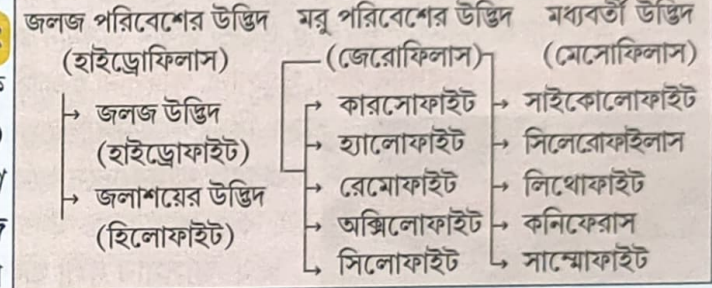 জলজ পরিবেশের উদ্ভিদ মরু পরিবেশের উদ্ভিদ মধ্যবর্তী উদ্ভিদ
(হাইড্রোফিলাস) (জেরোফিলাস) (মেসোফিলাস)
জলজ উদ্ভিদ কারসোফাইট সাইকোলোফাইট
(হাইড্রোফাইট) হ্যালোফাইট সিলেরোফাইলাস
জলাশয়ের উদ্ভিদ রেমোফাইট লিথোফাইট
(হিলোফাইট) অক্সিলোফাইট কনিফেরাস
সিলোফাইট সাম্মোফাইট